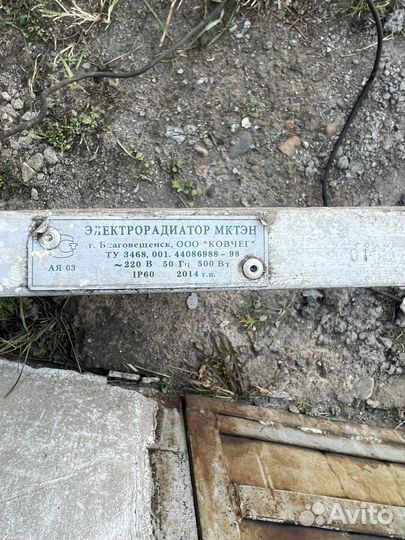 ЭЛЕКТРОРАДИАТОР МКТЭН
г. Благовещенск, ООО "КОВЧЕГ"
ТУ 3468, 001. 44086988 - 98
~ 220 В 50 Гц 500 Вт
АЯ 03 IP60 2014 г.в.
Avito